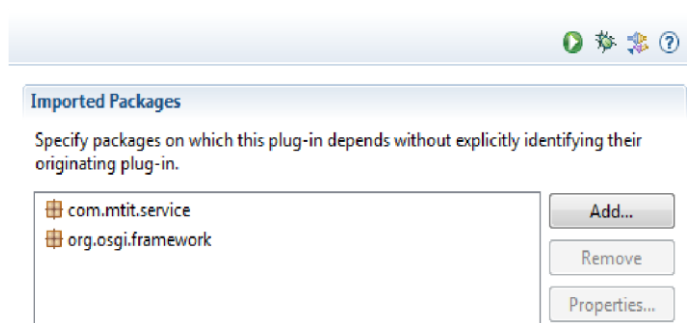 Imported Packages
Specify packages on which this plug-in depends without explicitly identifying their
originating plug-in.
com.mtit.service
org.osgi.framework
Add...
Remove
Properties...